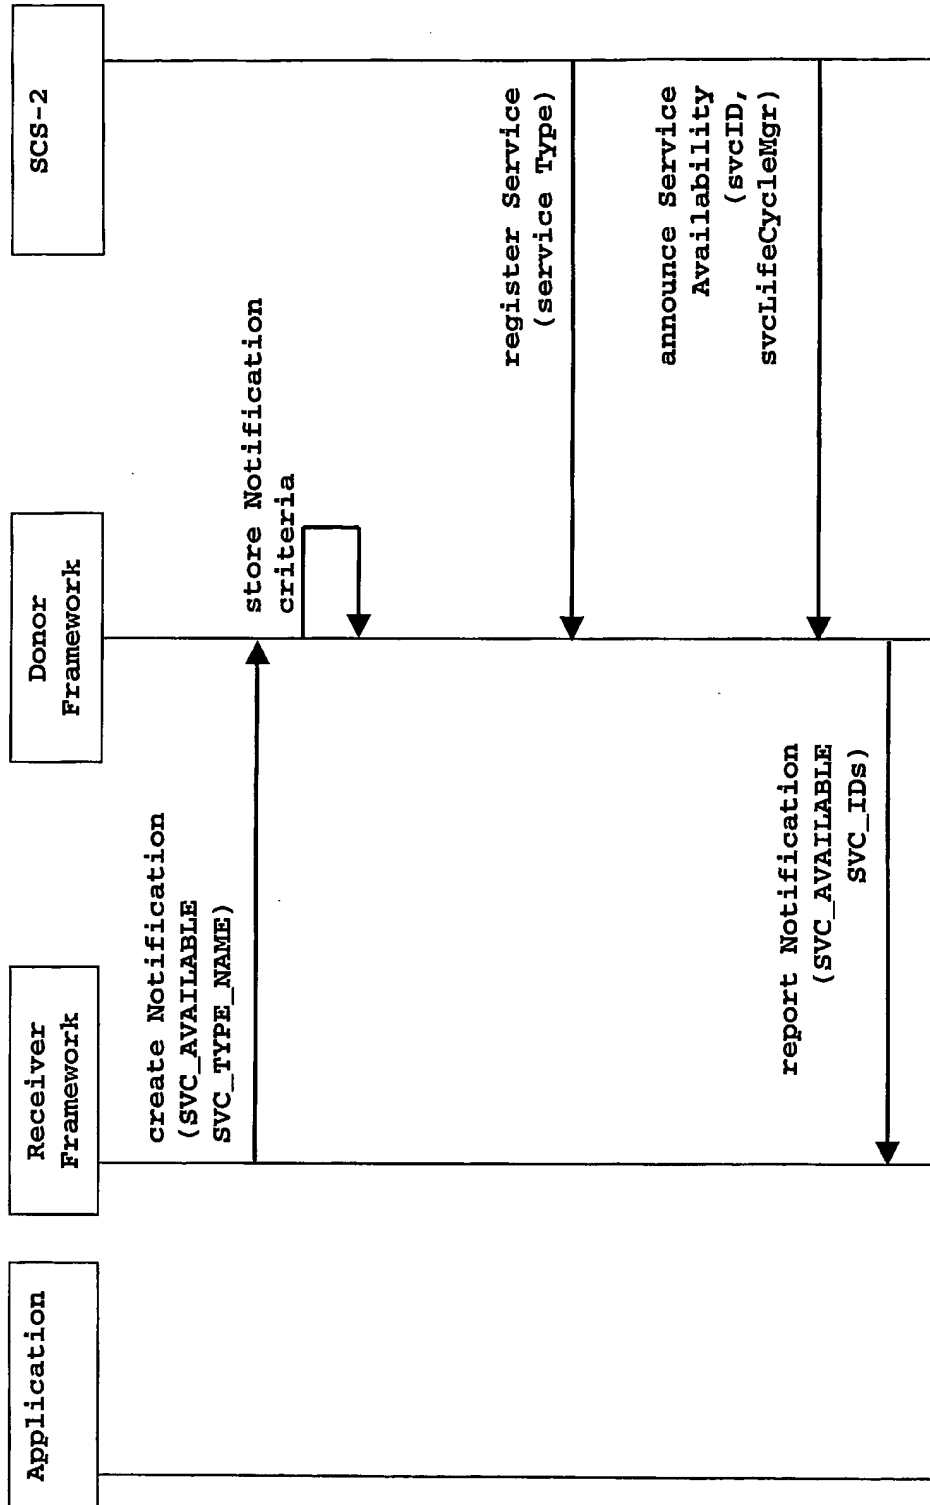 Application
Receiver
Framework
Donor
Framework
SCS-2
create Notification
(SVC_AVAILABLE
SVC_TYPE_NAME)
store Notification
criteria
register Service
(service Type)
announce Service
Availability
(svcID,
svcLifeCycleMgr)
report Notification
(SVC_AVAILABLE
SVC_IDs)